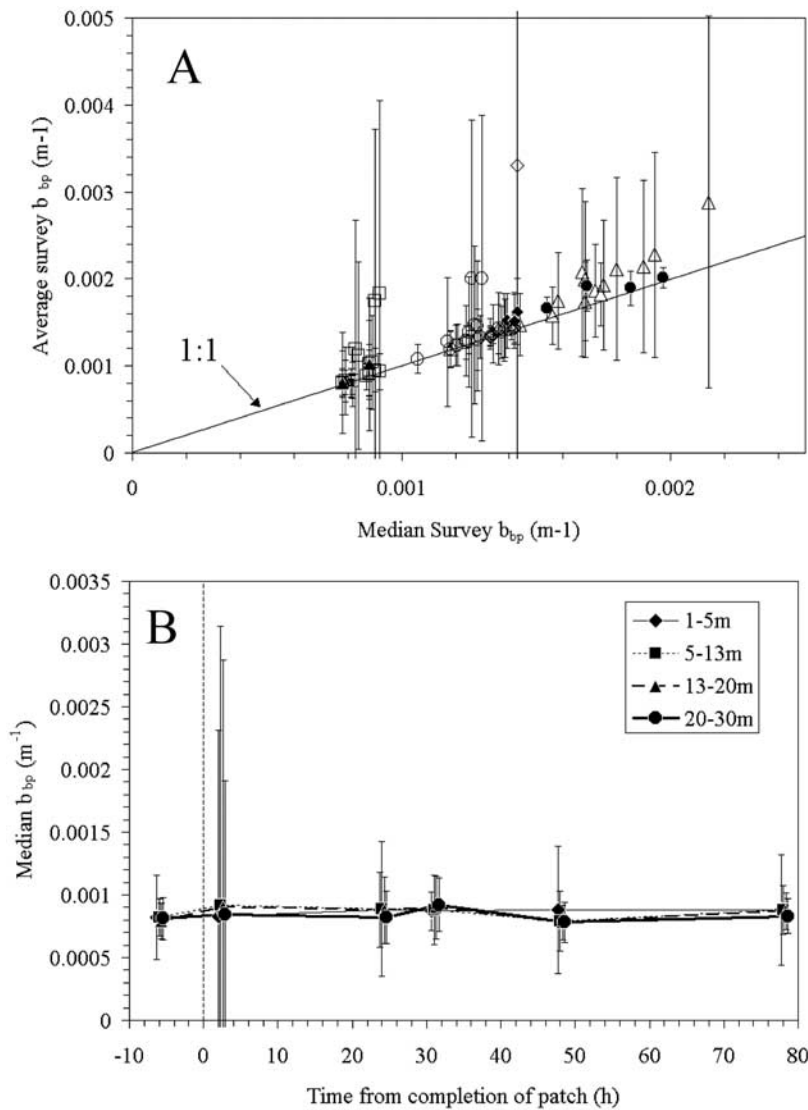 A
0.005
0.004
0.003
0.002
0.001
0
Average survey b bp (m-1)
1:1
0
0.001
0.002
Median Survey bbp (m-1)
B
0.0035
0.003
0.0025
0.002
0.0015
0.001
0.0005
0
Median b bp (m-1)
1-5m
5-13m
13-20m
20-30m
-10 0 10 20 30 40 50 60 70 80
Time from completion of patch (h)